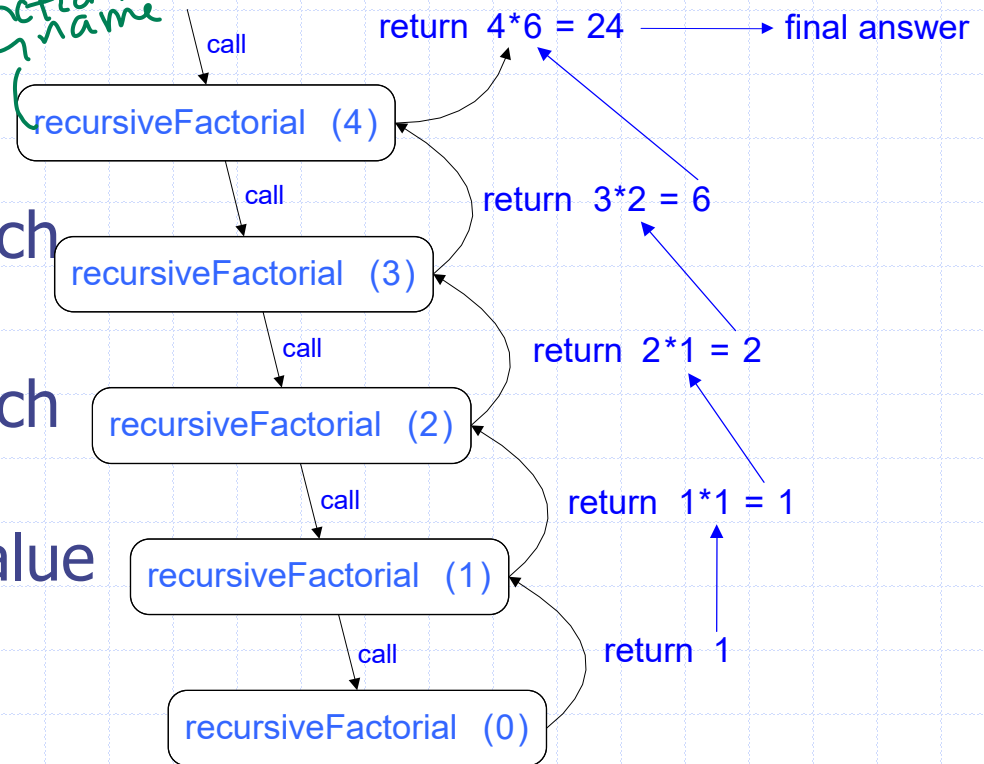 name
call
return 4*6 = 24
final answer
recursiveFactorial (4)
call
return 3*2 = 6
ch
recursiveFactorial (3)
call
return 2*1 = 2
ch
recursiveFactorial (2)
call
return 1*1 = 1
alue
recursiveFactorial (1)
call
return 1
recursiveFactorial (0)